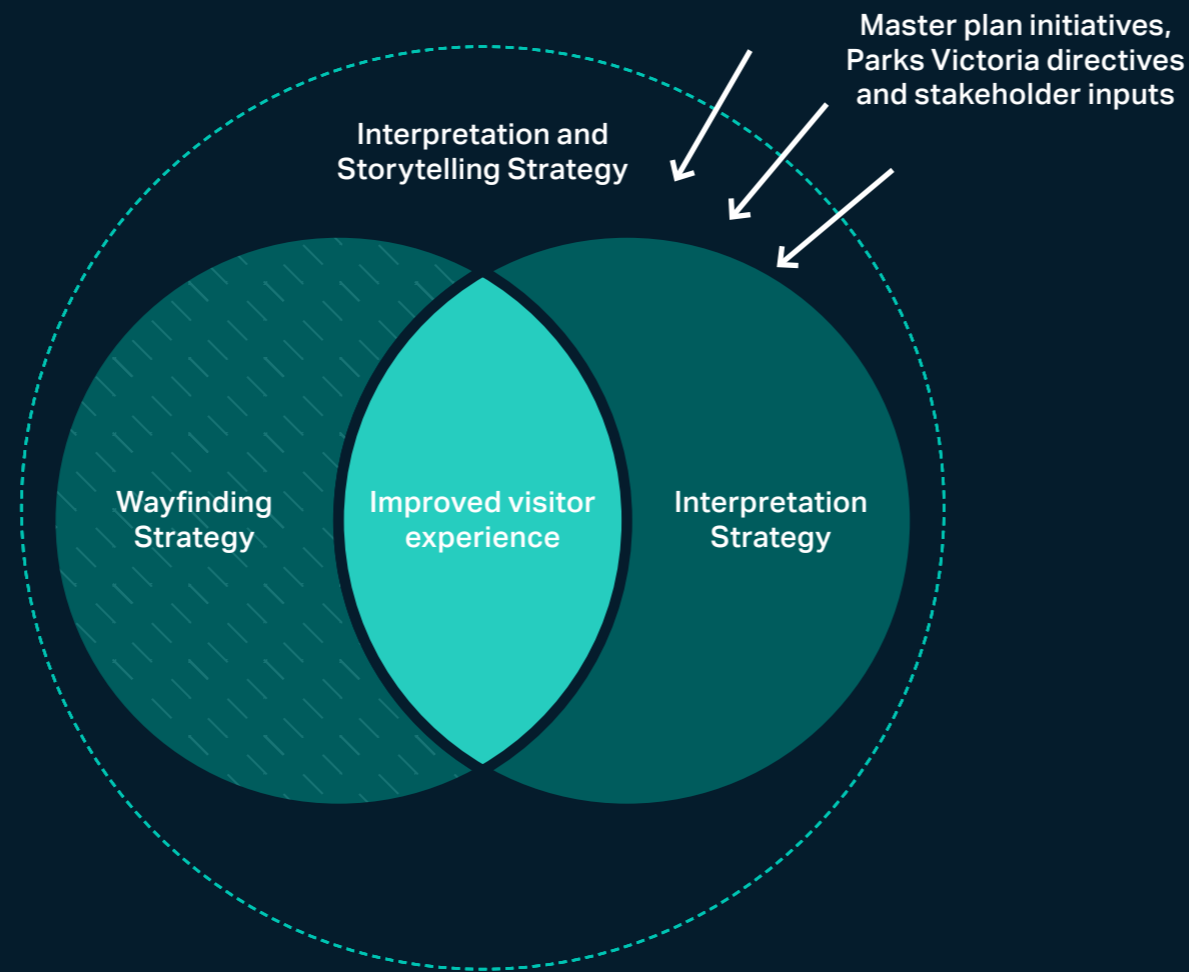 Master plan initiatives,
Parks Victoria directives
and stakeholder inputs
Interpretation and
Storytelling Strategy
Wayfinding
Strategy
Improved visitor
experience
Interpretation
Strategy